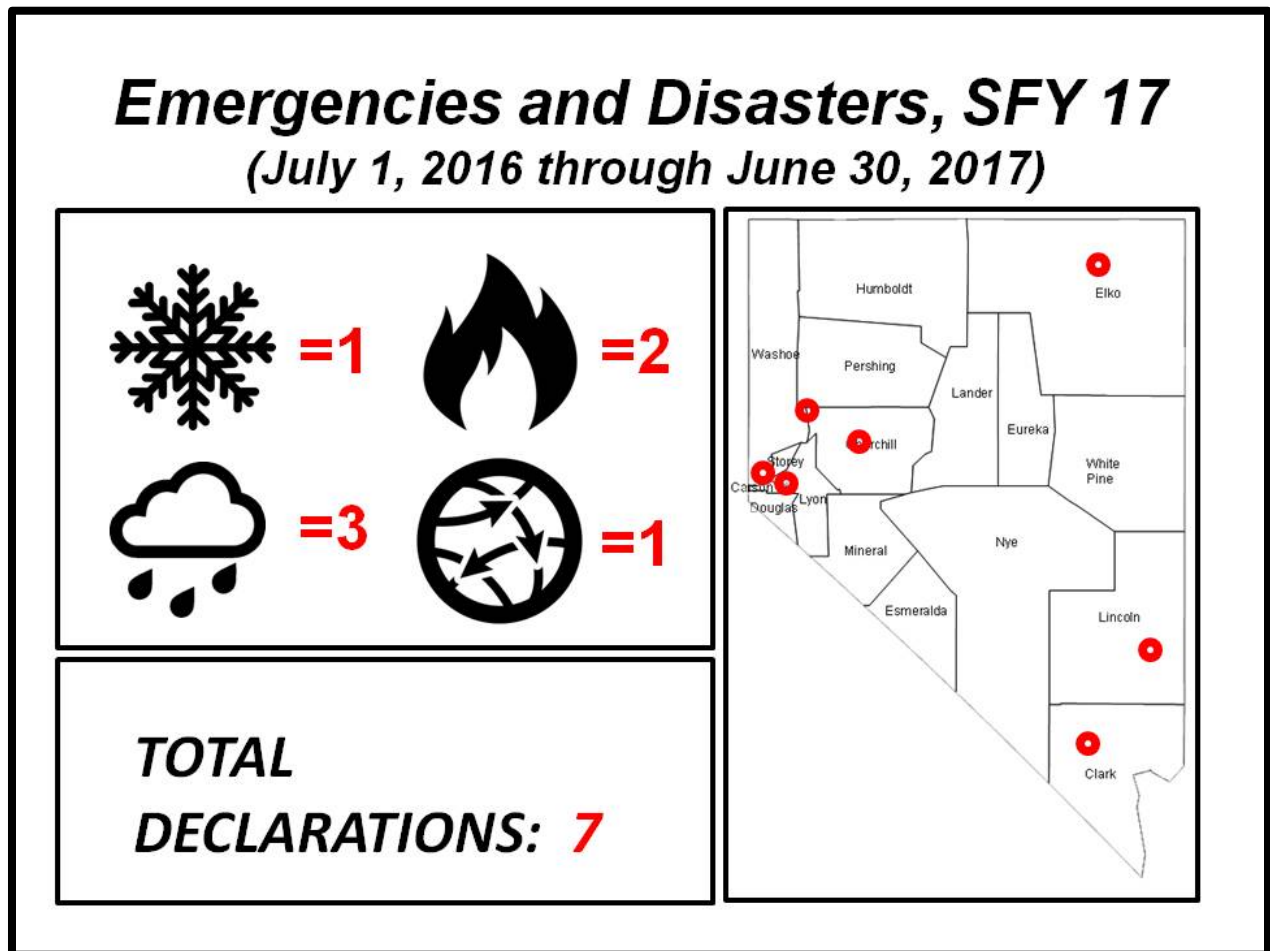 Emergencies and Disasters, SFY 17
(July 1, 2016 through June 30, 2017)
=1
=2
=3
=1
TOTAL
DECLARATIONS: 7
Elko
Humboldt
Washoe
Pershing
Lander
Eureka
White
Pine
Storey
Carson
Lyon
Douglas
Nye
Mineral
Esmeralda
Lincoln
Clark